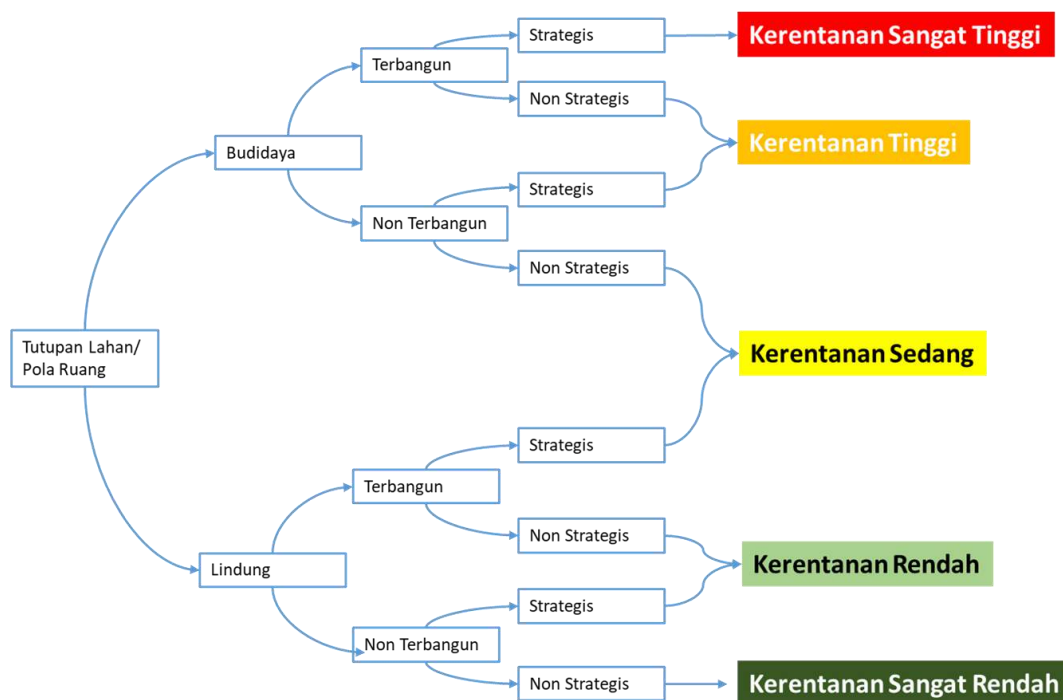 Strategis
Kerentanan Sangat Tinggi
Terbangun
Non Strategis
Kerentanan Tinggi
Budidaya
Strategis
Non Terbangun
Non Strategis
Tutupan Lahan/
Pola Ruang
Kerentanan Sedang
Strategis
Terbangun
Non Strategis
Kerentanan Rendah
Lindung
Strategis
Non Terbangun
Non Strategis
Kerentanan Sangat Rendah